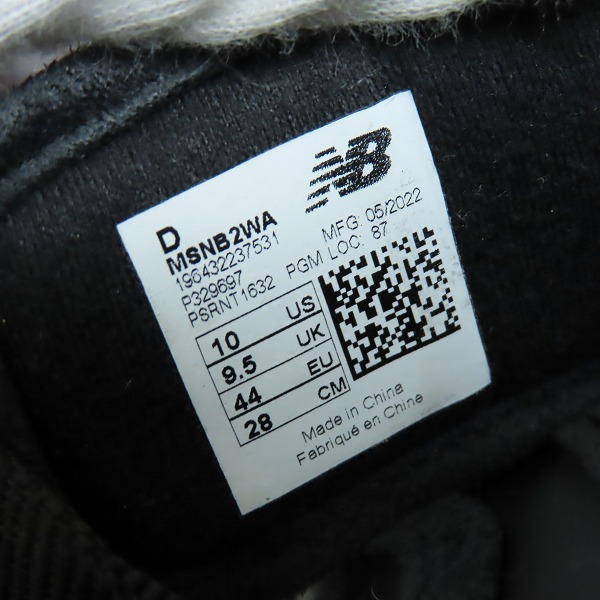 NB
D
MSNB2WA
196432237531
MFG: 05/2022
P329697
PGM LOC: 87
PSRNT1632
10 US
9.5 UK
44 EU
28 CM
Made in China
Fabriqué en Chine